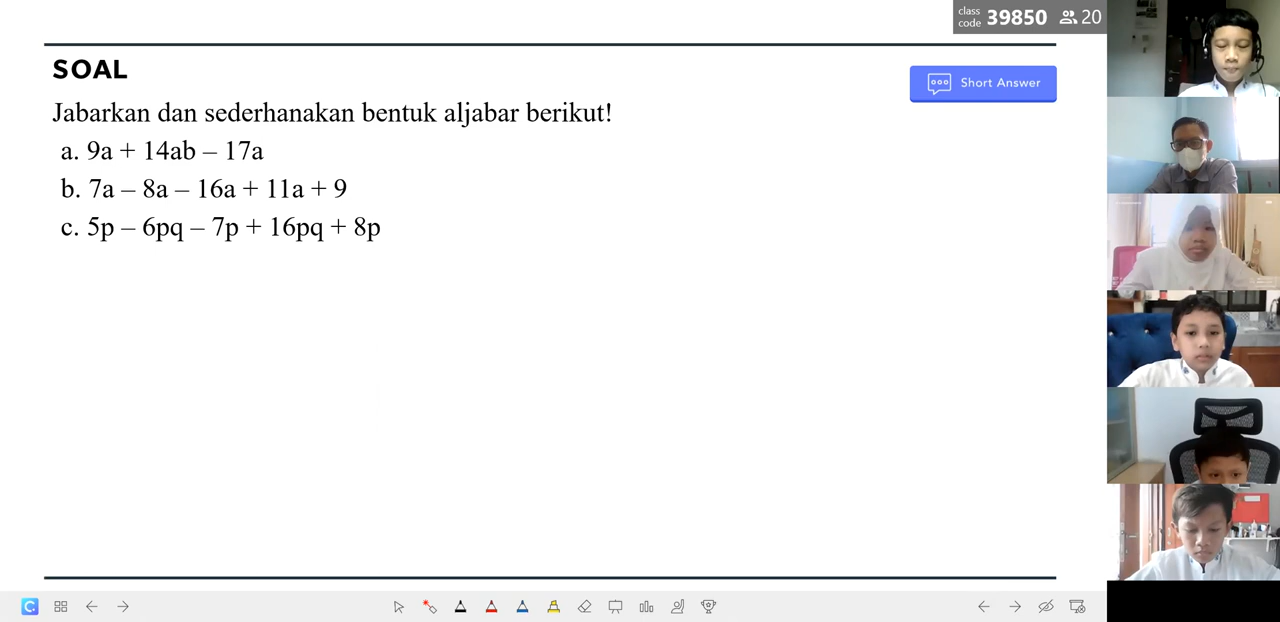 class code 39850 20
SOAL
Short Answer
Jabarkan dan sederhanakan bentuk aljabar berikut!
a. 9a + 14ab – 17a
b. 7a – 8a – 16a + 11a + 9
c. 5p – 6pq – 7p + 16pq + 8p